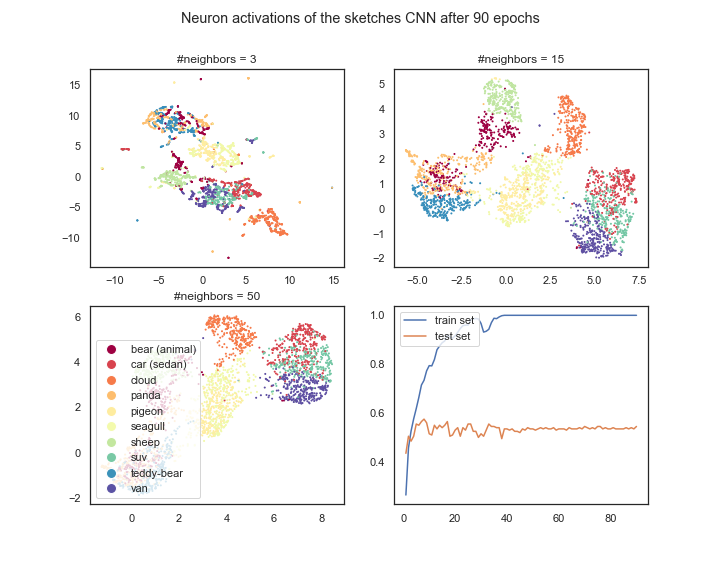 Neuron activations of the sketches CNN after 90 epochs
#neighbors = 3
15
10
5
0
−5
−10
−10
−5
0
5
10
15
#neighbors = 15
5
4
3
2
1
0
−1
−2
−5.0
−2.5
0.0
2.5
5.0
7.5
#neighbors = 50
6
4
2
0
−2
0
2
4
6
8
bear (animal)
car (sedan)
cloud
panda
pigeon
seagull
sheep
suv
teddy-bear
van
1.0
0.8
0.6
0.4
0
20
40
60
80
train set
test set